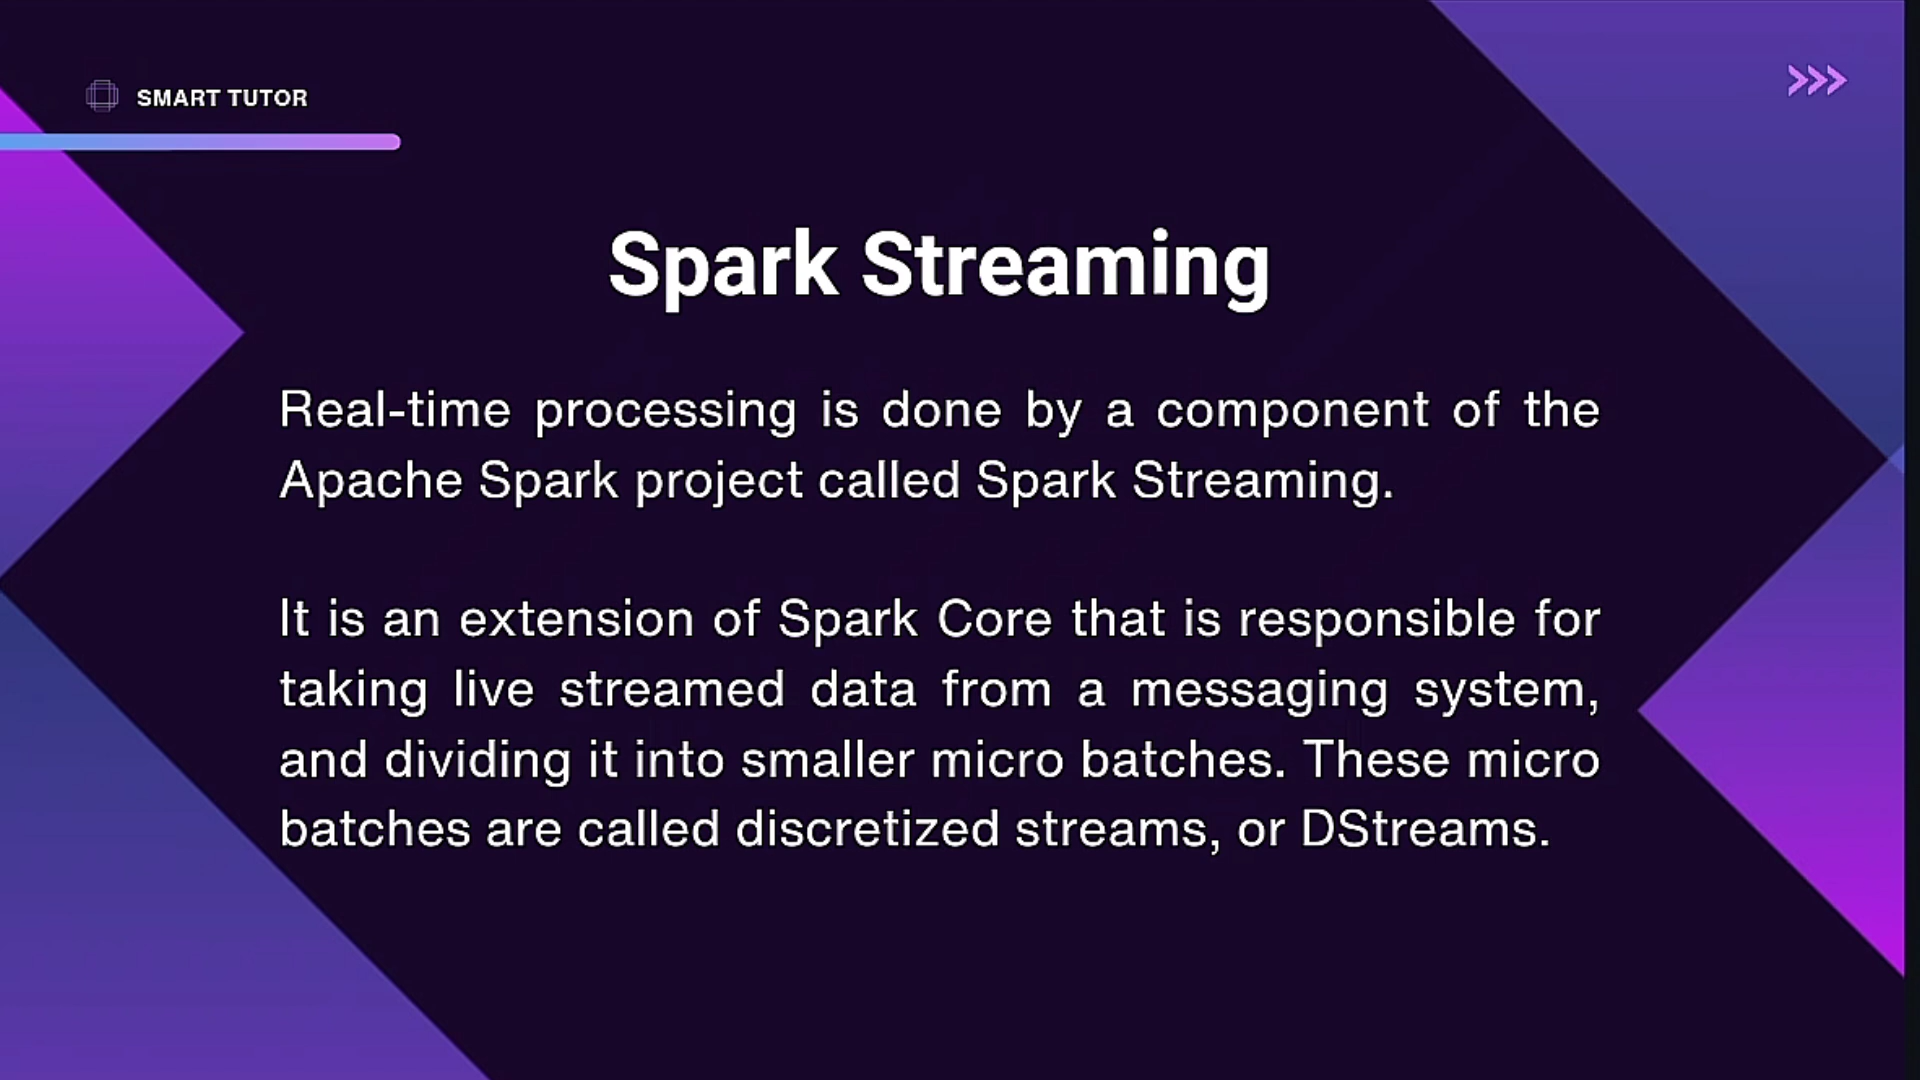 SMART TUTOR
Spark Streaming
Real-time processing is done by a component of the
Apache Spark project called Spark Streaming.
It is an extension of Spark Core that is responsible for
taking live streamed data from a messaging system,
and dividing it into smaller micro batches. These micro
batches are called discretized streams, or DStreams.